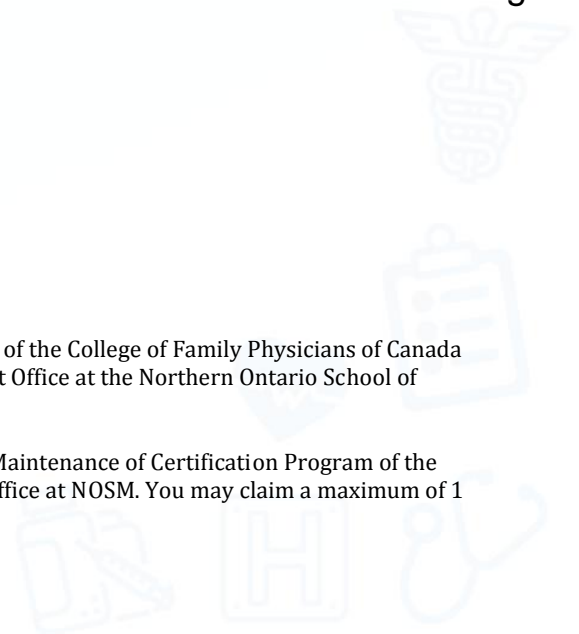 of the College of Family Physicians of Canada
t Office at the Northern Ontario School of
Maintenance of Certification Program of the
ffice at NOSM. You may claim a maximum of 1
H